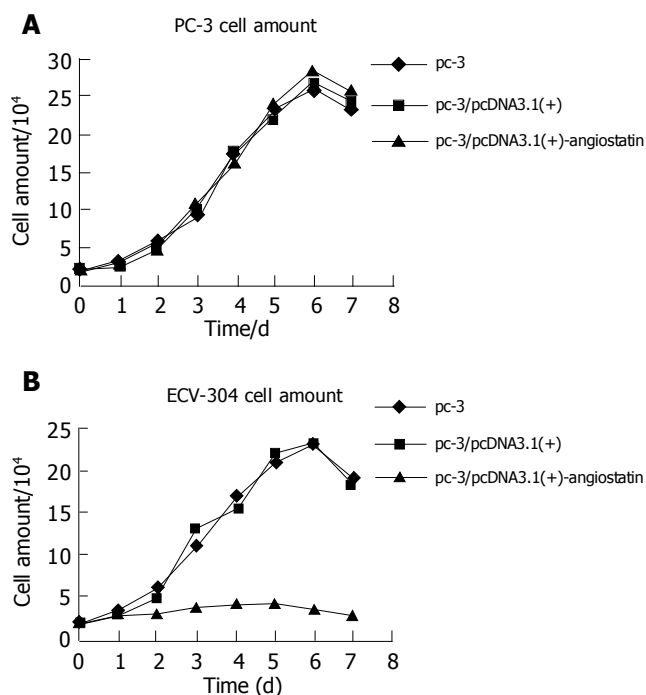 A
PC-3 cell amount
30
25
20
15
10
5
0
Cell amount/10⁴
0 1 2 3 4 5 6 7 8
Time/d
pc-3
pc-3/pcDNA3.1(+)
pc-3/pcDNA3.1(+)-angiostatin
B
ECV-304 cell amount
25
20
15
10
5
0
Cell amount/10⁴
0 1 2 3 4 5 6 7 8
Time (d)
pc-3
pc-3/pcDNA3.1(+)
pc-3/pcDNA3.1(+)-angiostatin